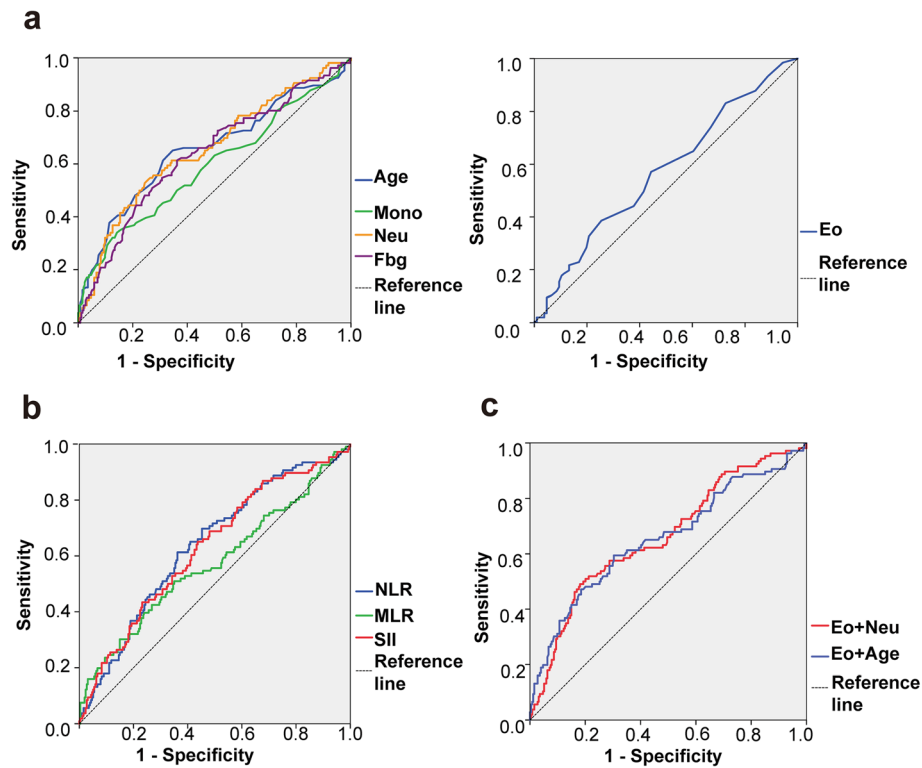 a
Sensitivity
1.0
0.8
0.6
0.4
0.2
0.0
0.2 0.4 0.6 0.8 1.0
1 - Specificity
Age
Mono
Neu
Fbg
Reference
line
Sensitivity
1.0
0.8
0.6
0.4
0.2
0.0
0.2 0.4 0.6 0.8 1.0
1 - Specificity
Eo
Reference
line
b
Sensitivity
1.0
0.8
0.6
0.4
0.2
0.0
0.2 0.4 0.6 0.8 1.0
1 - Specificity
NLR
MLR
SII
Reference
line
c
Sensitivity
1.0
0.8
0.6
0.4
0.2
0.0
0.2 0.4 0.6 0.8 1.0
1 - Specificity
Eo+Neu
Eo+Age
Reference
line